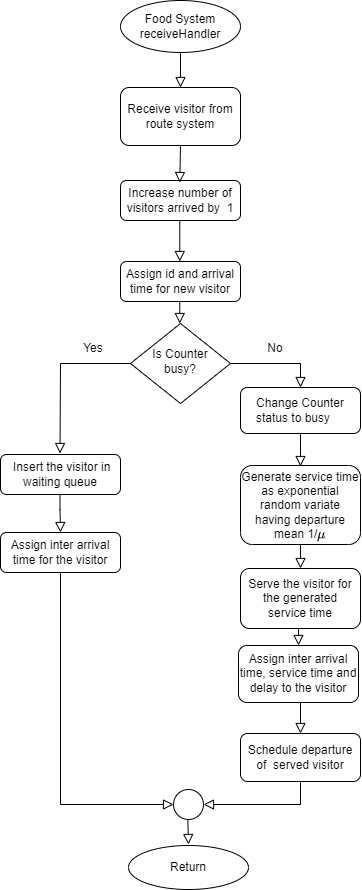 Food System
receiveHandler
Receive visitor from
route system
Increase number of
visitors arrived by 1
Assign id and arrival
time for new visitor
Is Counter
busy?
Yes
No
Insert the visitor in
waiting queue
Assign inter arrival
time for the visitor
Change Counter
status to busy
Generate service time
as exponential
random variate
having departure
mean 1/μ
Serve the visitor for
the generated
service time
Assign inter arrival
time, service time and
delay to the visitor
Schedule departure
of served visitor
Return